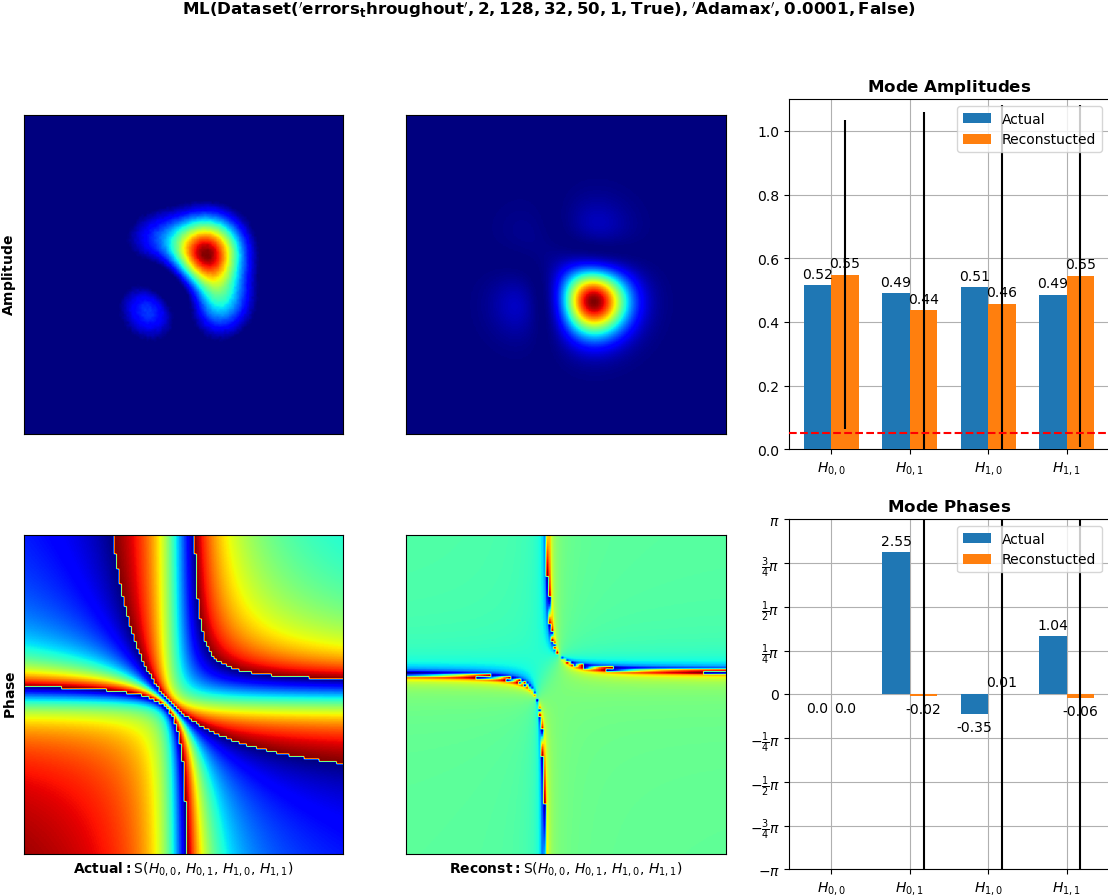 ML(Dataset('errors_throughout', 2, 128, 32, 50, 1, True), 'Adamax', 0.0001, False)
Amplitude
Mode Amplitudes
Actual
Reconstucted
1.0
0.8
0.6
0.4
0.2
0.0
0.52
0.55
0.49
0.44
0.51
0.46
0.49
0.55
H0,0
H0,1
H1,0
H1,1
Phase
Actual: S(H0,0, H0,1, H1,0, H1,1)
Reconst: S(H0,0, H0,1, H1,0, H1,1)
Mode Phases
Actual
Reconstucted
π
3/4π
1/2π
1/4π
0
−1/4π
−1/2π
−3/4π
−π
0.0
0.0
2.55
-0.02
-0.35
0.01
1.04
-0.06
H0,0
H0,1
H1,0
H1,1